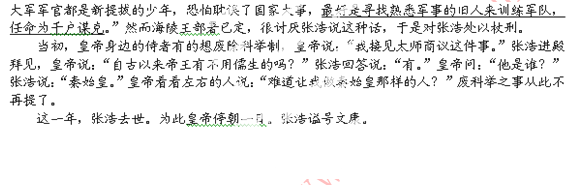 大军军官都是新提拔的少年，恐怕耽误了国家大事，最好是寻找熟悉军事的旧人来训练军队，
任命为千户谋克。”然而海陵王部署已定，很讨厌张浩说这种话，于是对张浩处以杖刑。
当初，皇帝身边的侍者有的想废除科举制，皇帝说：“我接见太师商议这件事。”张浩进殿
拜见，皇帝说：“自古以来帝王有不用儒生的吗？”张浩回答说：“有。”皇帝问：“他是谁？”
张浩说：“秦始皇。”皇帝看看左右的人说：“难道让我做秦始皇那样的人？”废科举之事从此不
再提了。
这一年，张浩去世。为此皇帝停朝一日。张浩谥号文康。